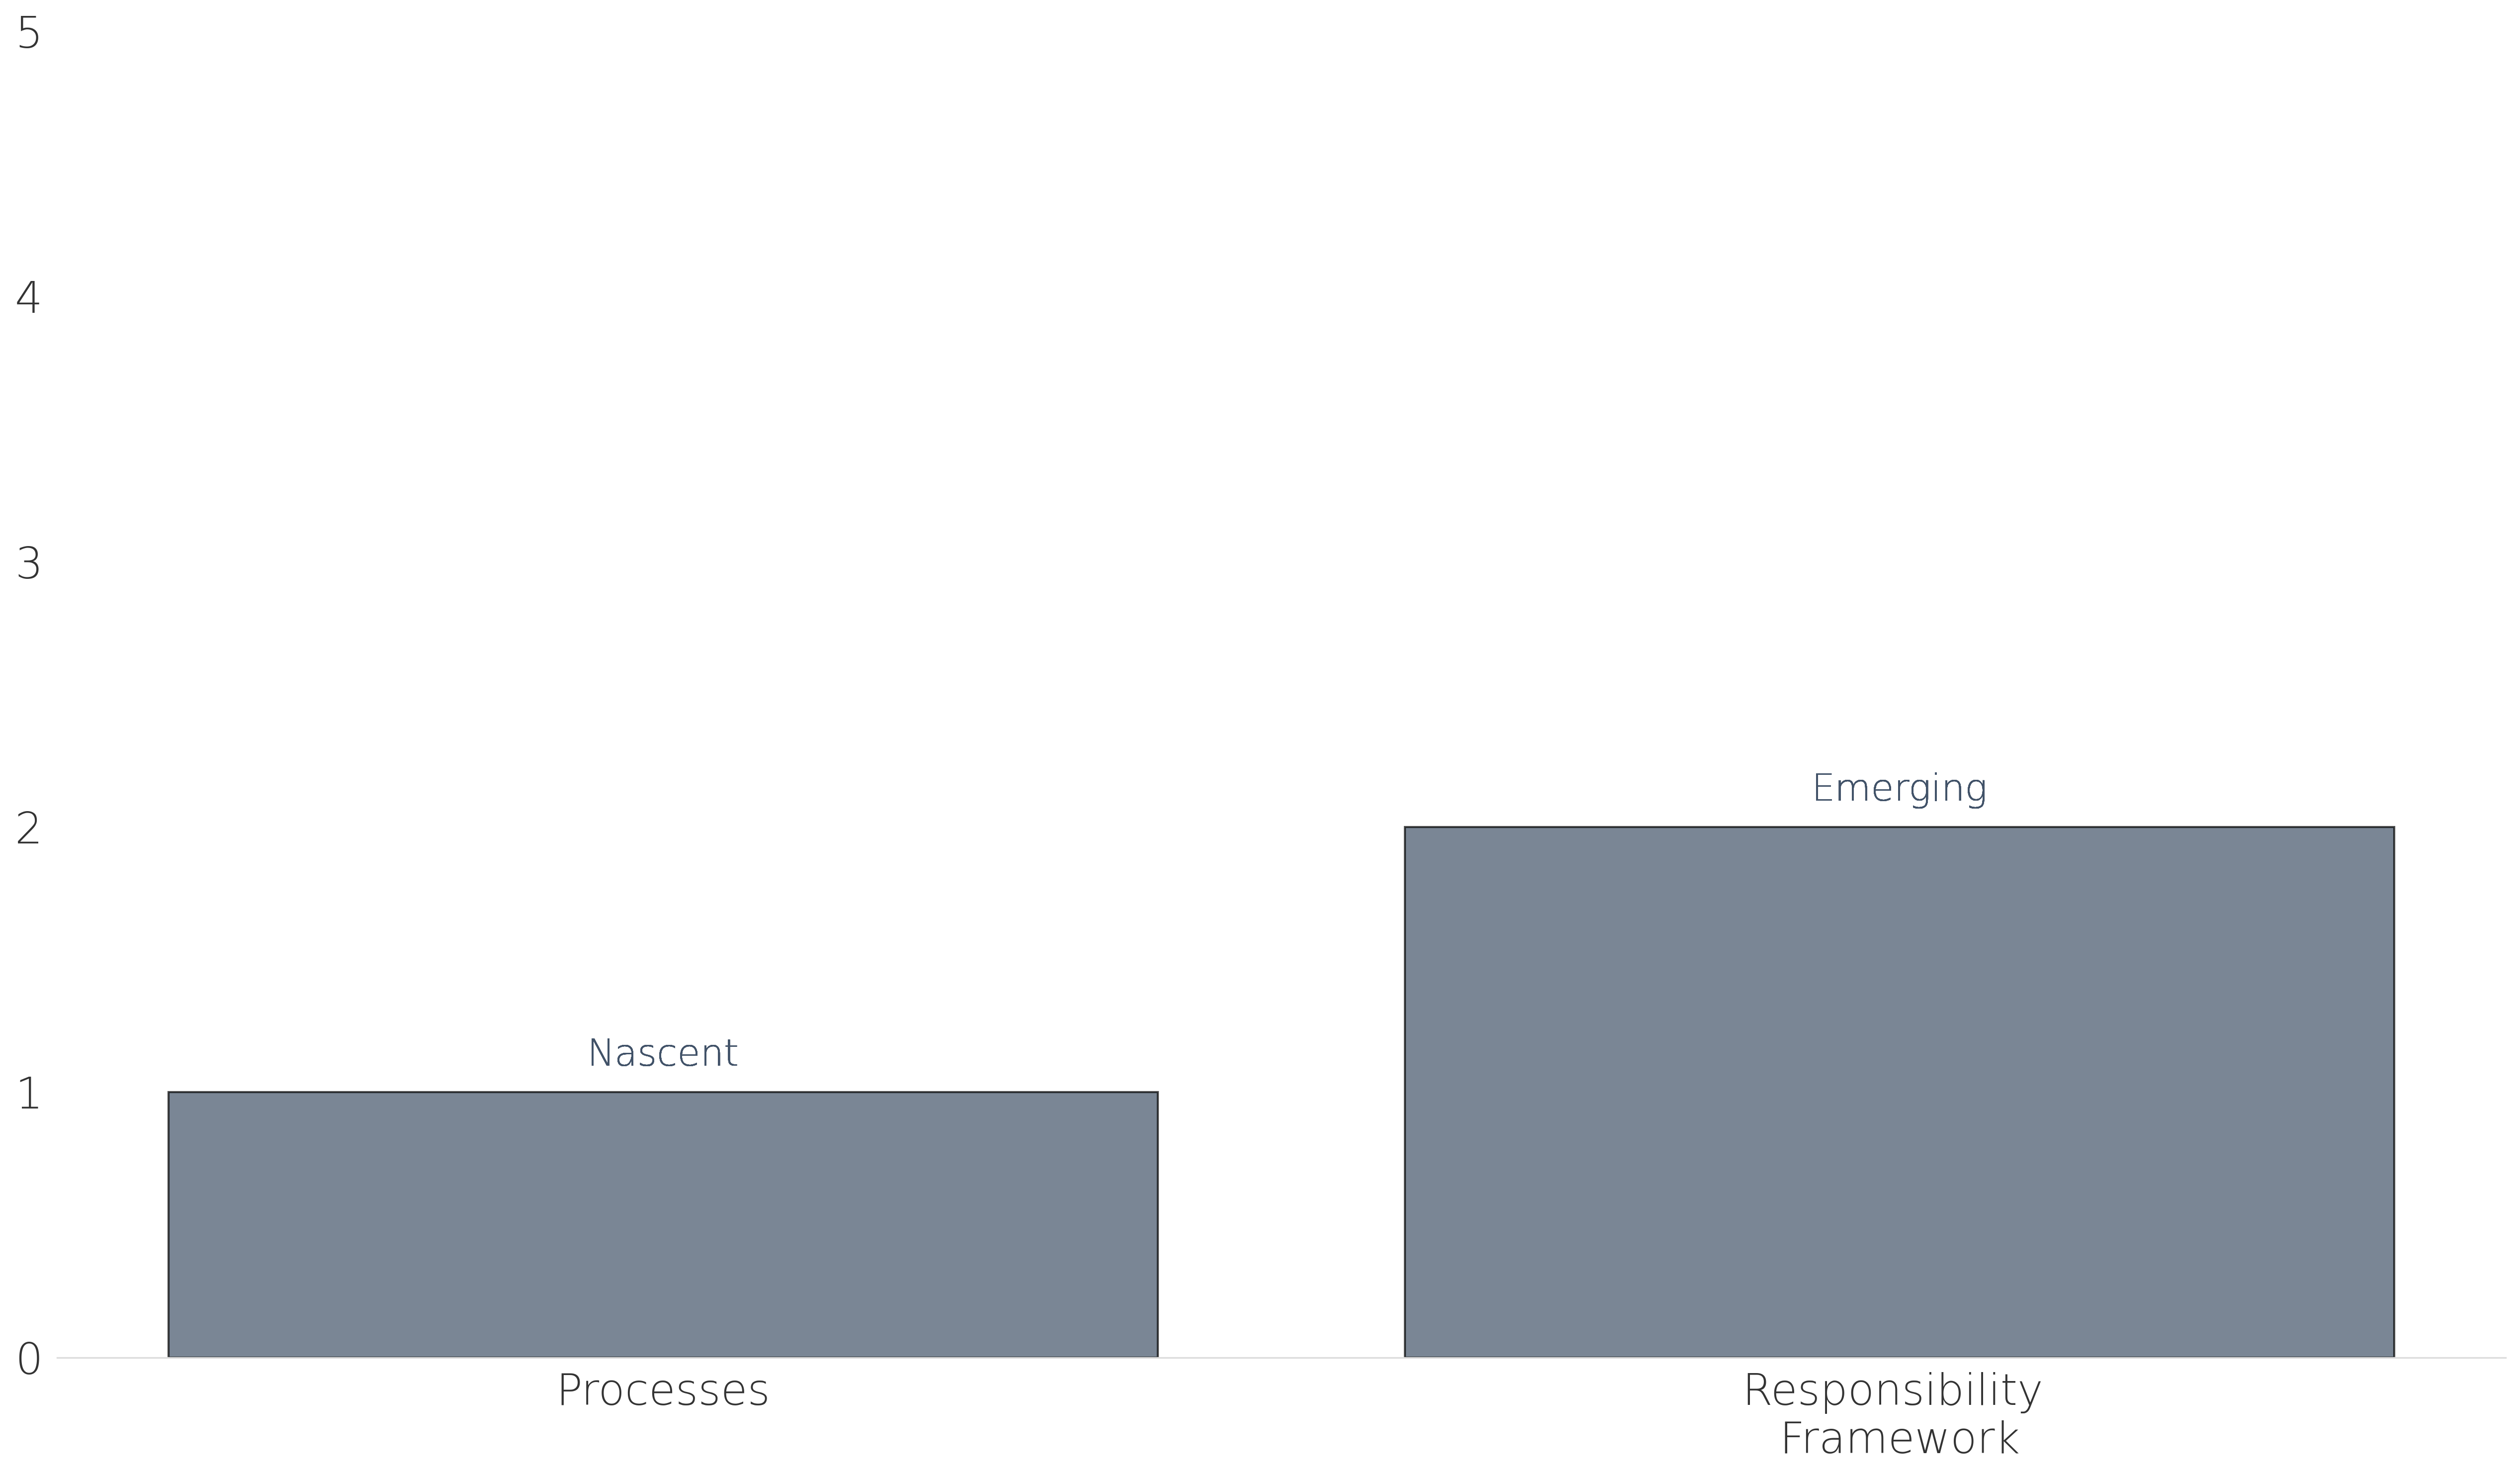 5
4
3
2
1
0
Emerging
Nascent
Processes
Responsibility
Framework